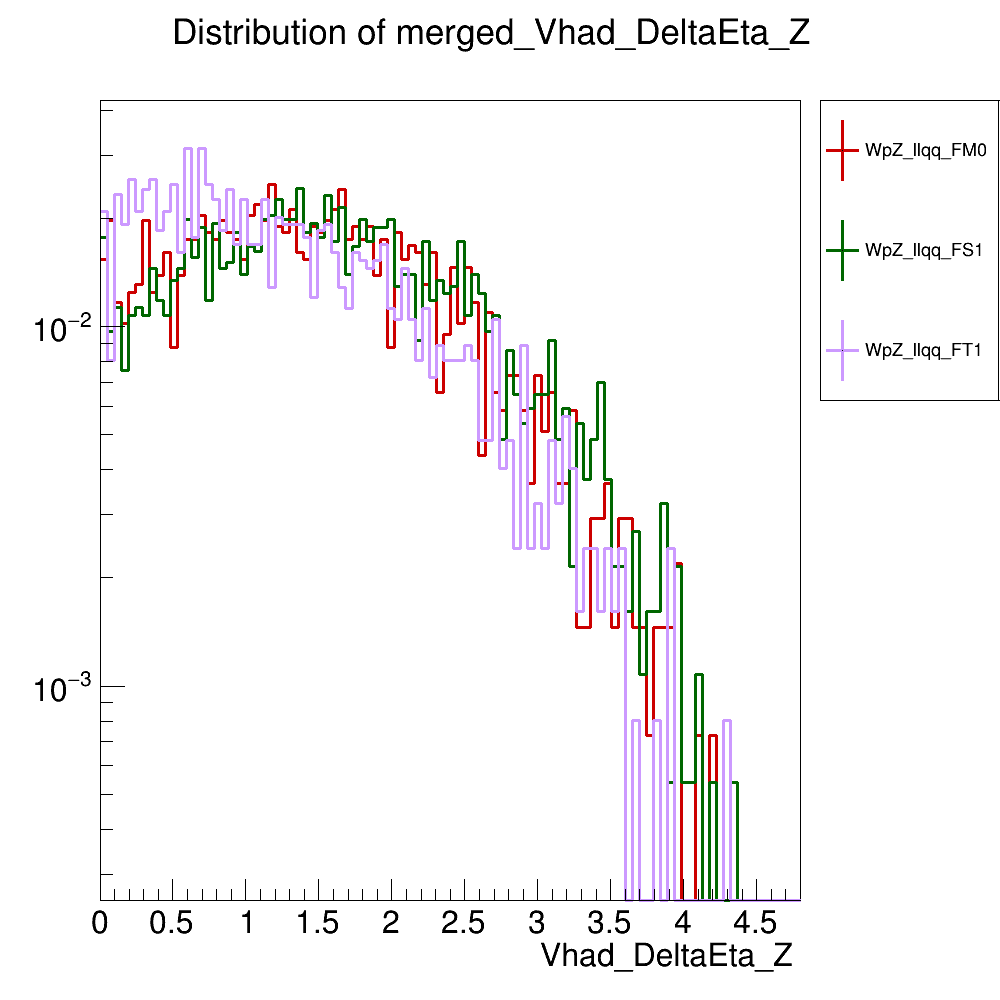 Distribution of merged_Vhad_DeltaEta_Z
WpZ_llqq_FM0
WpZ_llqq_FS1
WpZ_llqq_FT1
10−2
10−3
0 0.5 1 1.5 2 2.5 3 3.5 4 4.5
Vhad_DeltaEta_Z